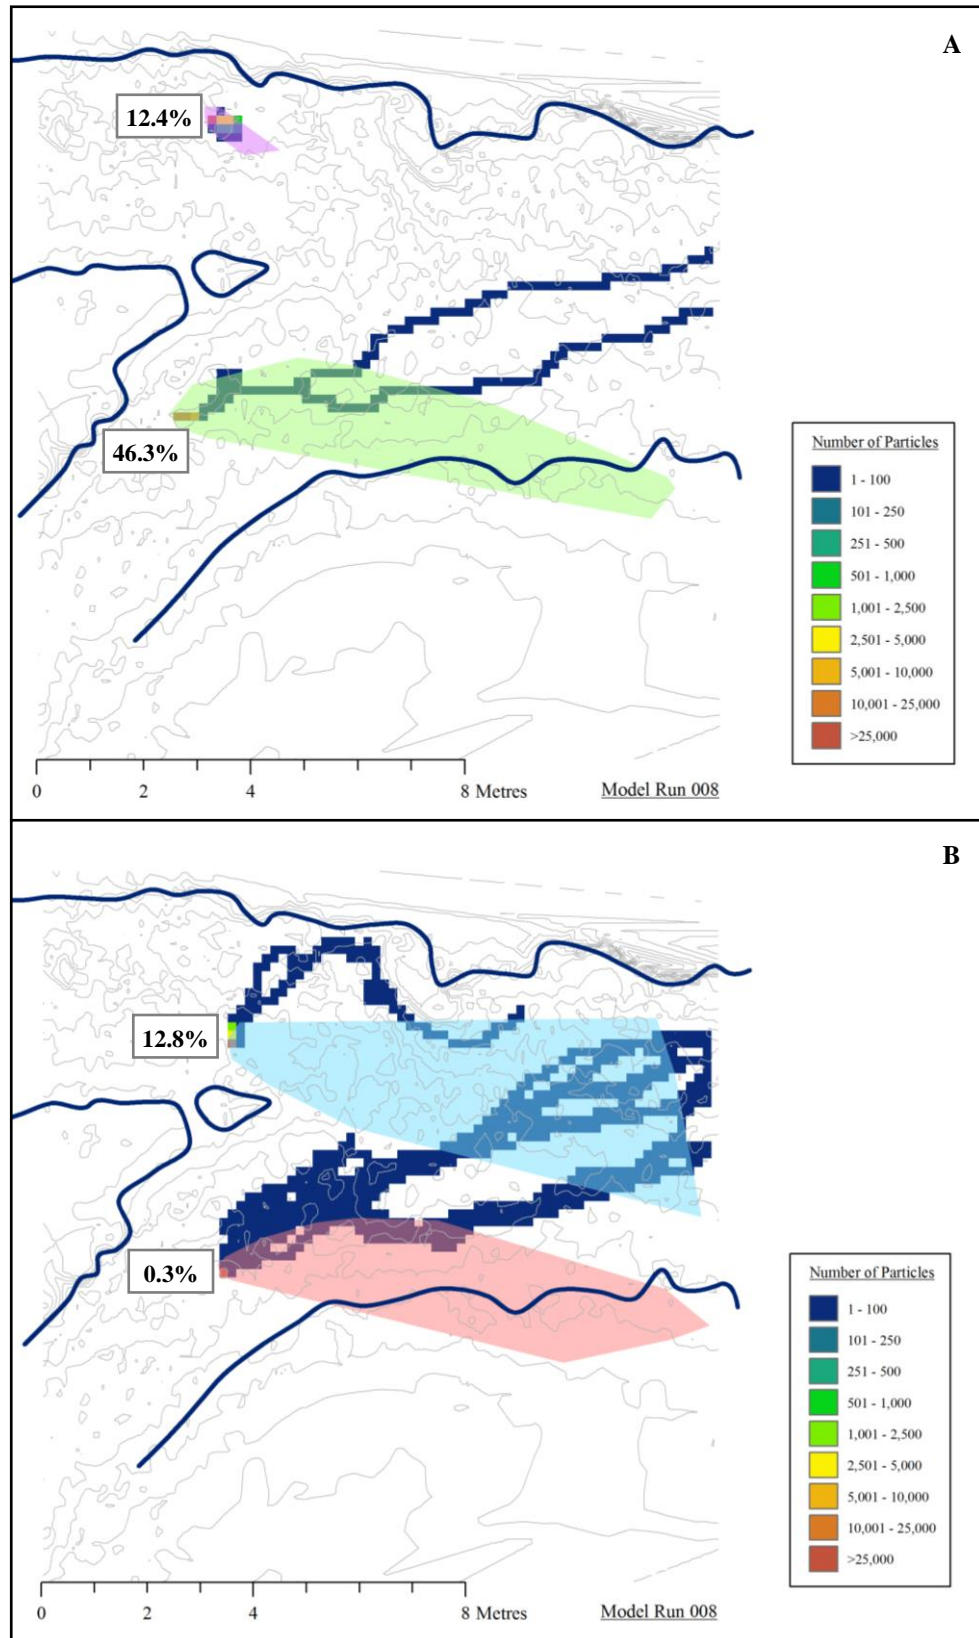 A
12.4%
46.3%
Number of Particles
1 - 100
101 - 250
251 - 500
501 - 1,000
1,001 - 2,500
2,501 - 5,000
5,001 - 10,000
10,001 - 25,000
>25,000
0 2 4 8 Metres
Model Run 008
B
12.8%
0.3%
Number of Particles
1 - 100
101 - 250
251 - 500
501 - 1,000
1,001 - 2,500
2,501 - 5,000
5,001 - 10,000
10,001 - 25,000
>25,000
0 2 4 8 Metres
Model Run 008